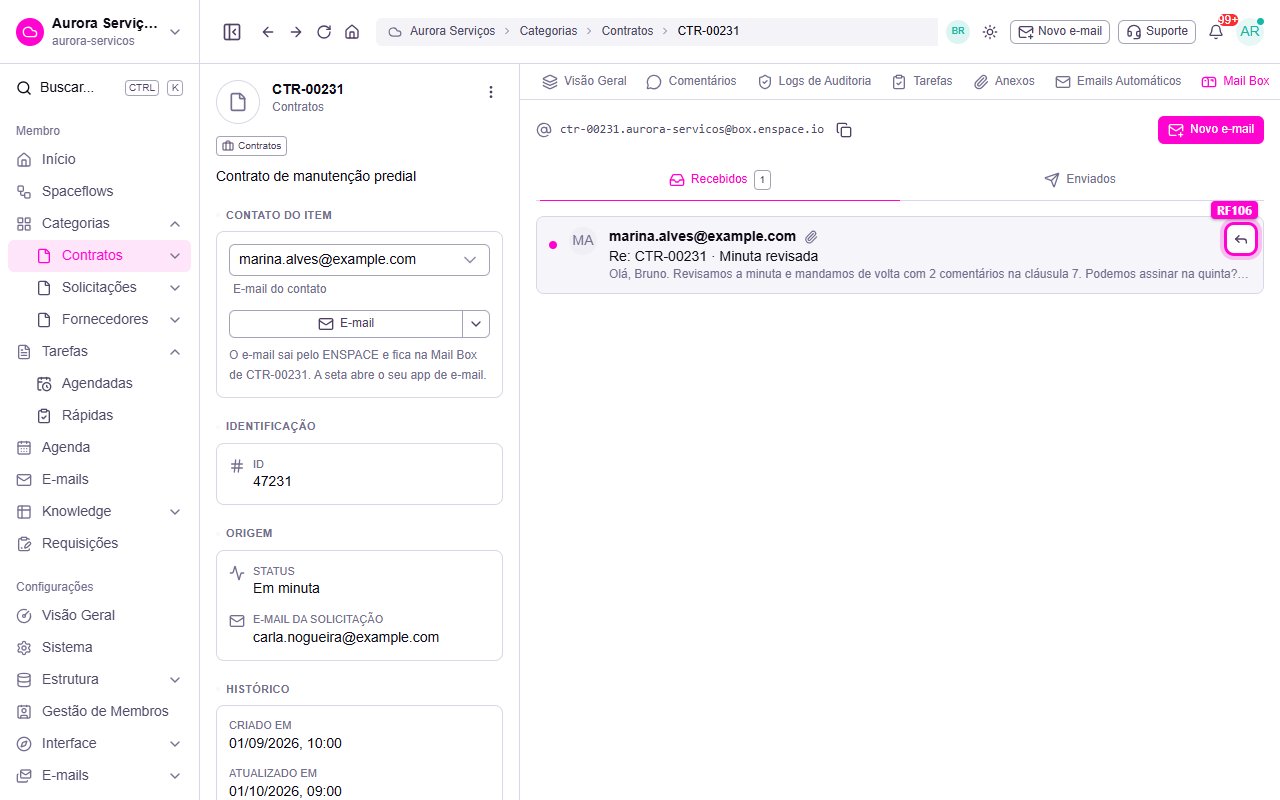 Aurora Serviç...
aurora-servicos
Buscar... CTRL K
Membro
Início
Spaceflows
Categorias
Contratos
Solicitações
Fornecedores
Tarefas
Agendadas
Rápidas
Agenda
E-mails
Knowledge
Requisições
Configurações
Visão Geral
Sistema
Estrutura
Gestão de Membros
Interface
E-mails
Aurora Serviços > Categorias > Contratos > CTR-00231
BR
Novo e-mail
Suporte
99+
AR
CTR-00231
Contratos
Contratos
Contrato de manutenção predial
CONTATO DO ITEM
marina.alves@example.com
E-mail do contato
E-mail
O e-mail sai pelo ENSPACE e fica na Mail Box
de CTR-00231. A seta abre o seu app de e-mail.
IDENTIFICAÇÃO
ID
47231
ORIGEM
STATUS
Em minuta
E-MAIL DA SOLICITAÇÃO
carla.nogueira@example.com
HISTÓRICO
CRIADO EM
01/09/2026, 10:00
ATUALIZADO EM
01/10/2026, 09:00
Visão Geral
Comentários
Logs de Auditoria
Tarefas
Anexos
Emails Automáticos
Mail Box
ctr-00231.aurora-servicos@box.enspace.io
Novo e-mail
Recebidos 1
Enviados
RF106
MA
marina.alves@example.com
Re: CTR-00231 · Minuta revisada
Olá, Bruno. Revisamos a minuta e mandamos de volta com 2 comentários na cláusula 7. Podemos assinar na quinta?...